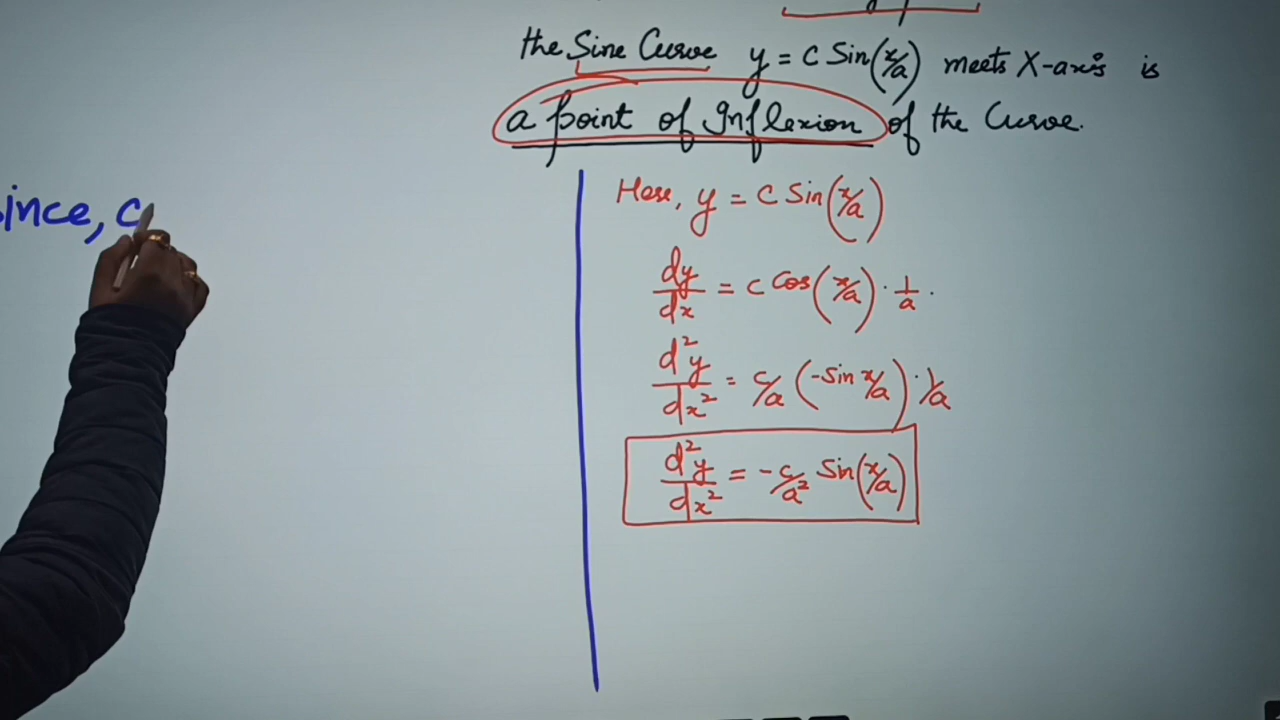 the Sine Curve y = c Sin(x/a) meets X-axis is
a point of Inflexion of the Curve.
Here, y = c Sin(x/a)
dy/dx = c Cos(x/a) · 1/a .
d²y/dx² = c/a (-Sin x/a) · 1/a
d²y/dx² = -c/a² Sin(x/a)
ince, c